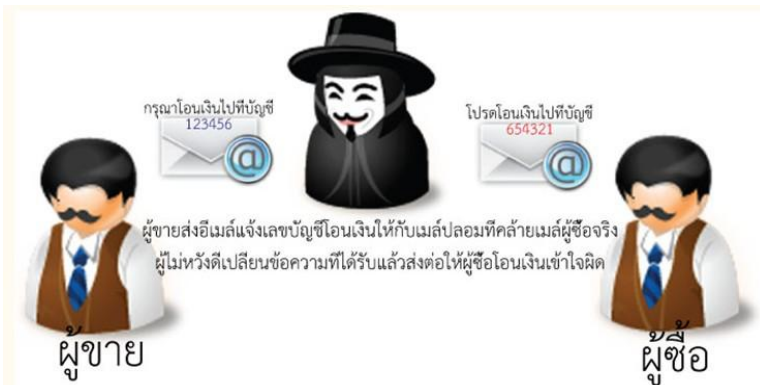 กรุณาโอนเงินไปที่บัญชี
123456
โปรดโอนเงินไปที่บัญชี
654321
ผู้ขายส่งอีเมล์แจ้งเลขบัญชีโอนเงินให้กับเมล์ปลอมที่คล้ายเมล์ผู้ซื้อจริง
ผู้ไม่หวังดีเปลี่ยนข้อความที่ได้รับแล้วส่งต่อให้ผู้ซื้อโอนเงินเข้าใจผิด
ผู้ขาย
ผู้ซื้อ